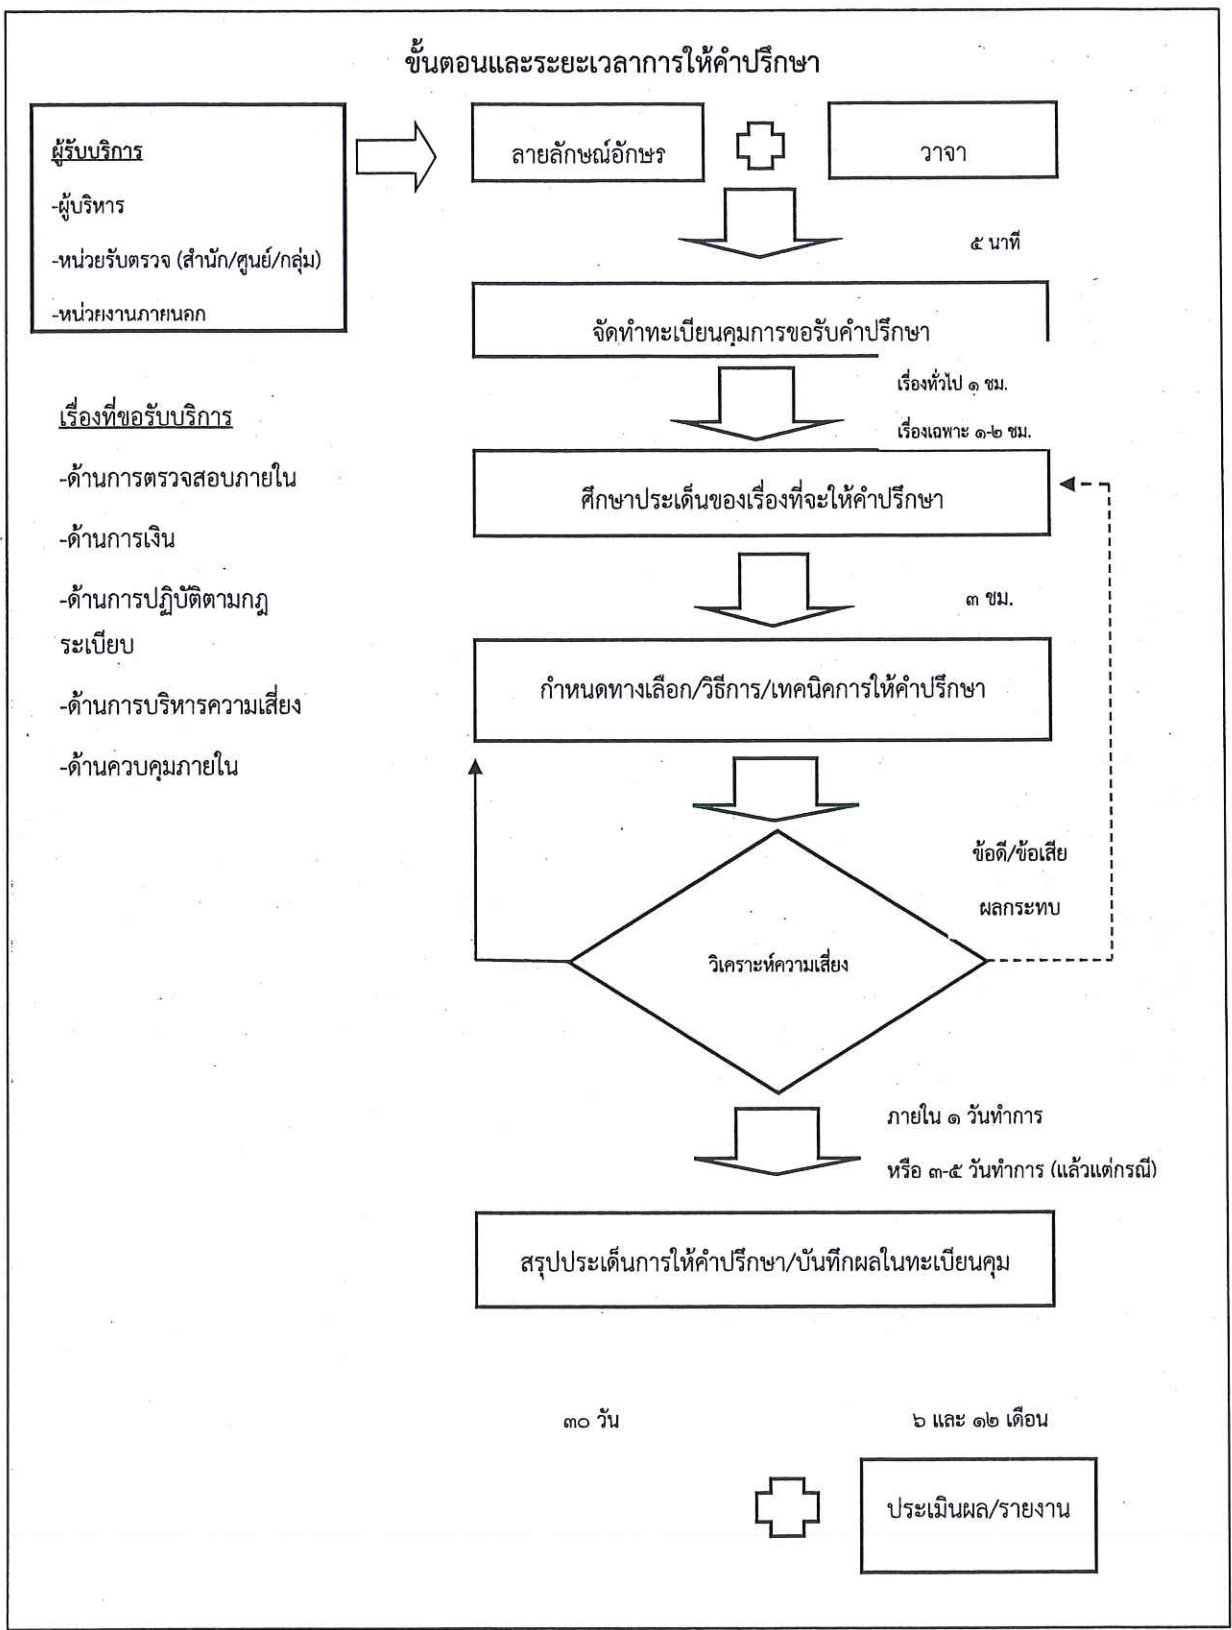 ขั้นตอนและระยะเวลาการให้คำปรึกษา
ผู้รับบริการ
-ผู้บริหาร
-หน่วยรับตรวจ (สำนัก/ศูนย์/กลุ่ม)
-หน่วยงานภายนอก
ลายลักษณ์อักษร
วาจา
๕ นาที
จัดทำทะเบียนคุมการขอรับคำปรึกษา
เรื่องทั่วไป ๑ ชม.
เรื่องเฉพาะ ๑-๒ ชม.
เรื่องที่ขอรับบริการ
-ด้านการตรวจสอบภายใน
-ด้านการเงิน
-ด้านการปฏิบัติตามกฎ
ระเบียบ
-ด้านการบริหารความเสี่ยง
-ด้านควบคุมภายใน
ศึกษาประเด็นของเรื่องที่จะให้คำปรึกษา
๓ ชม.
กำหนดทางเลือก/วิธีการ/เทคนิคการให้คำปรึกษา
ข้อดี/ข้อเสีย
ผลกระทบ
วิเคราะห์ความเสี่ยง
ภายใน ๑ วันทำการ
หรือ ๓-๕ วันทำการ (แล้วแต่กรณี)
สรุปประเด็นการให้คำปรึกษา/บันทึกผลในทะเบียนคุม
๓๐ วัน
๖ และ ๑๒ เดือน
ประเมินผล/รายงาน